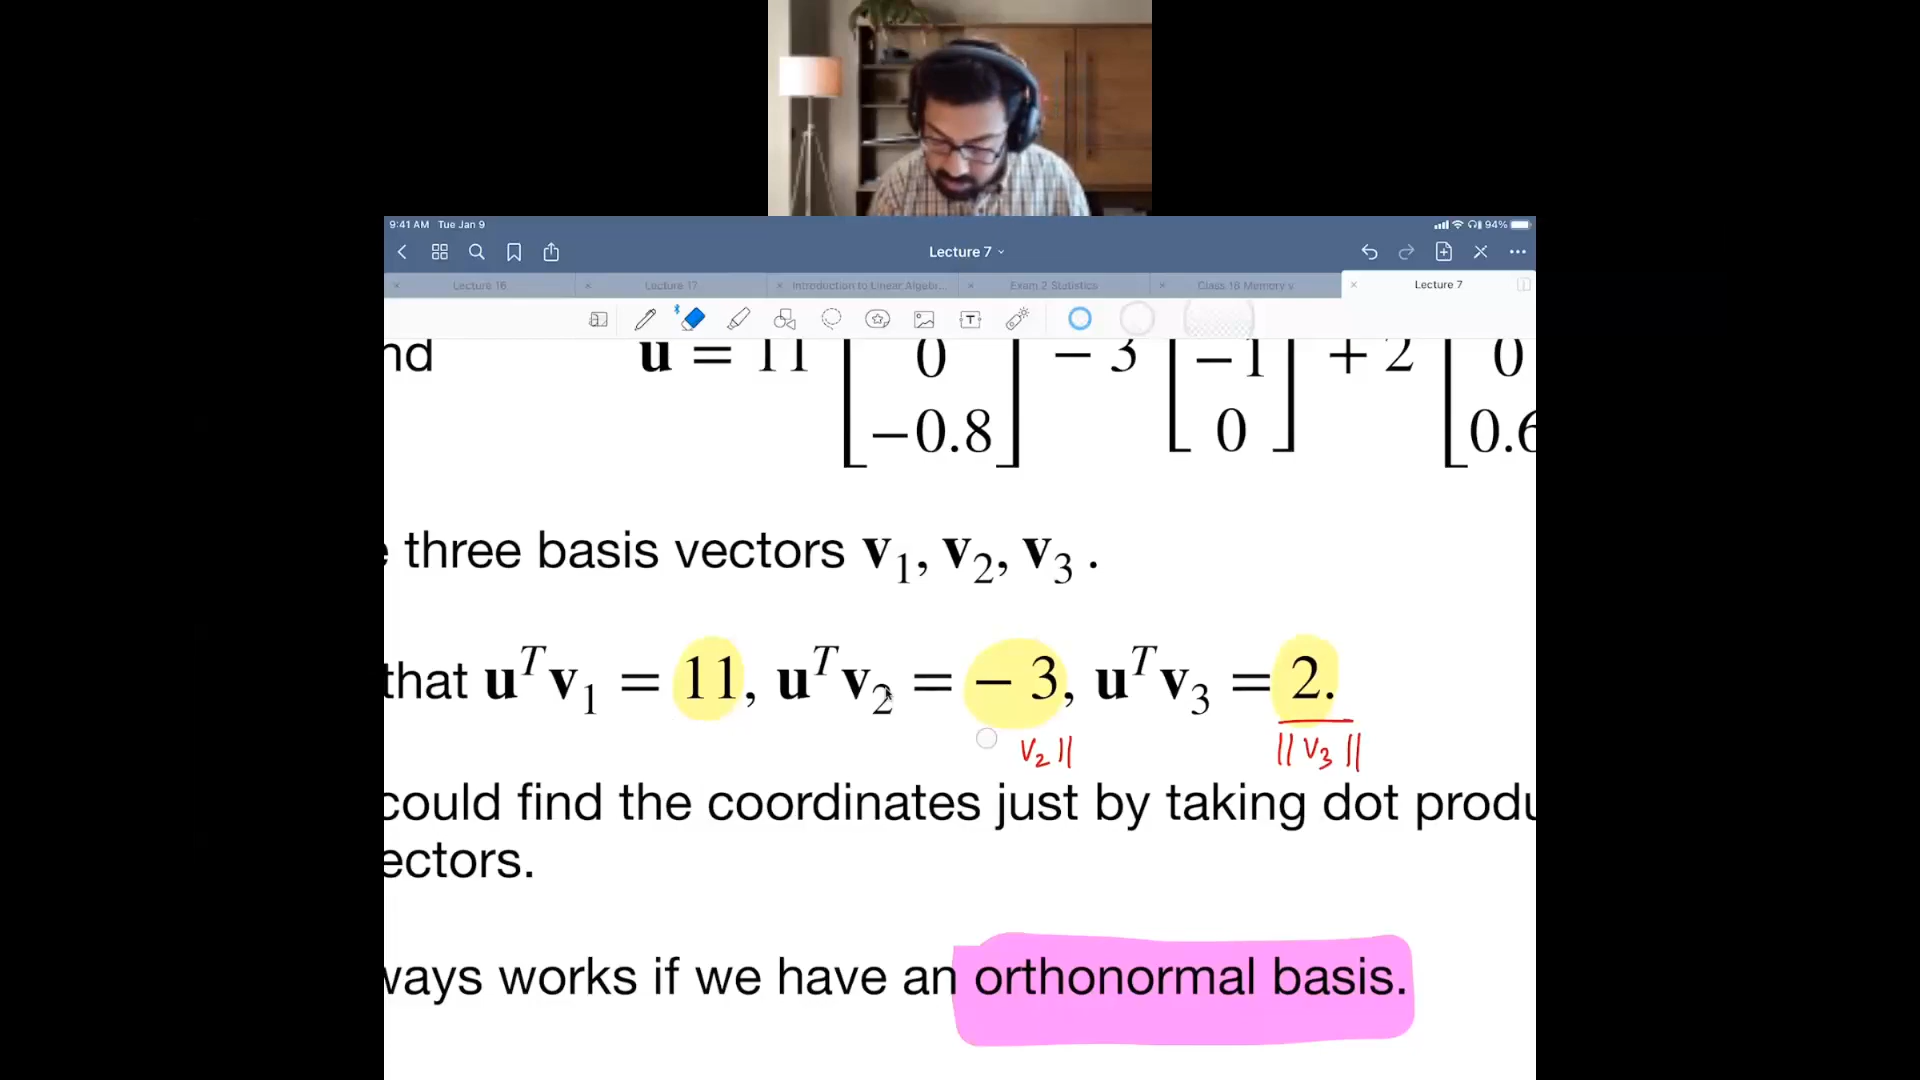 9:41 AM Tue Jan 9 94%
Lecture 7
Lecture 16 Lecture 17 Introduction to Linear Algebr... Exam 2 Statistics Class 18 Memory v Lecture 7
nd u = 11 [0 −0.8] − 3 [−1 0] + 2 [0 0.6
three basis vectors v₁, v₂, v₃ .
that uᵀv₁ = 11, uᵀv₂ = − 3, uᵀv₃ = 2.
v₂ || || v₃ ||
could find the coordinates just by taking dot produ
ectors.
ways works if we have an orthonormal basis.